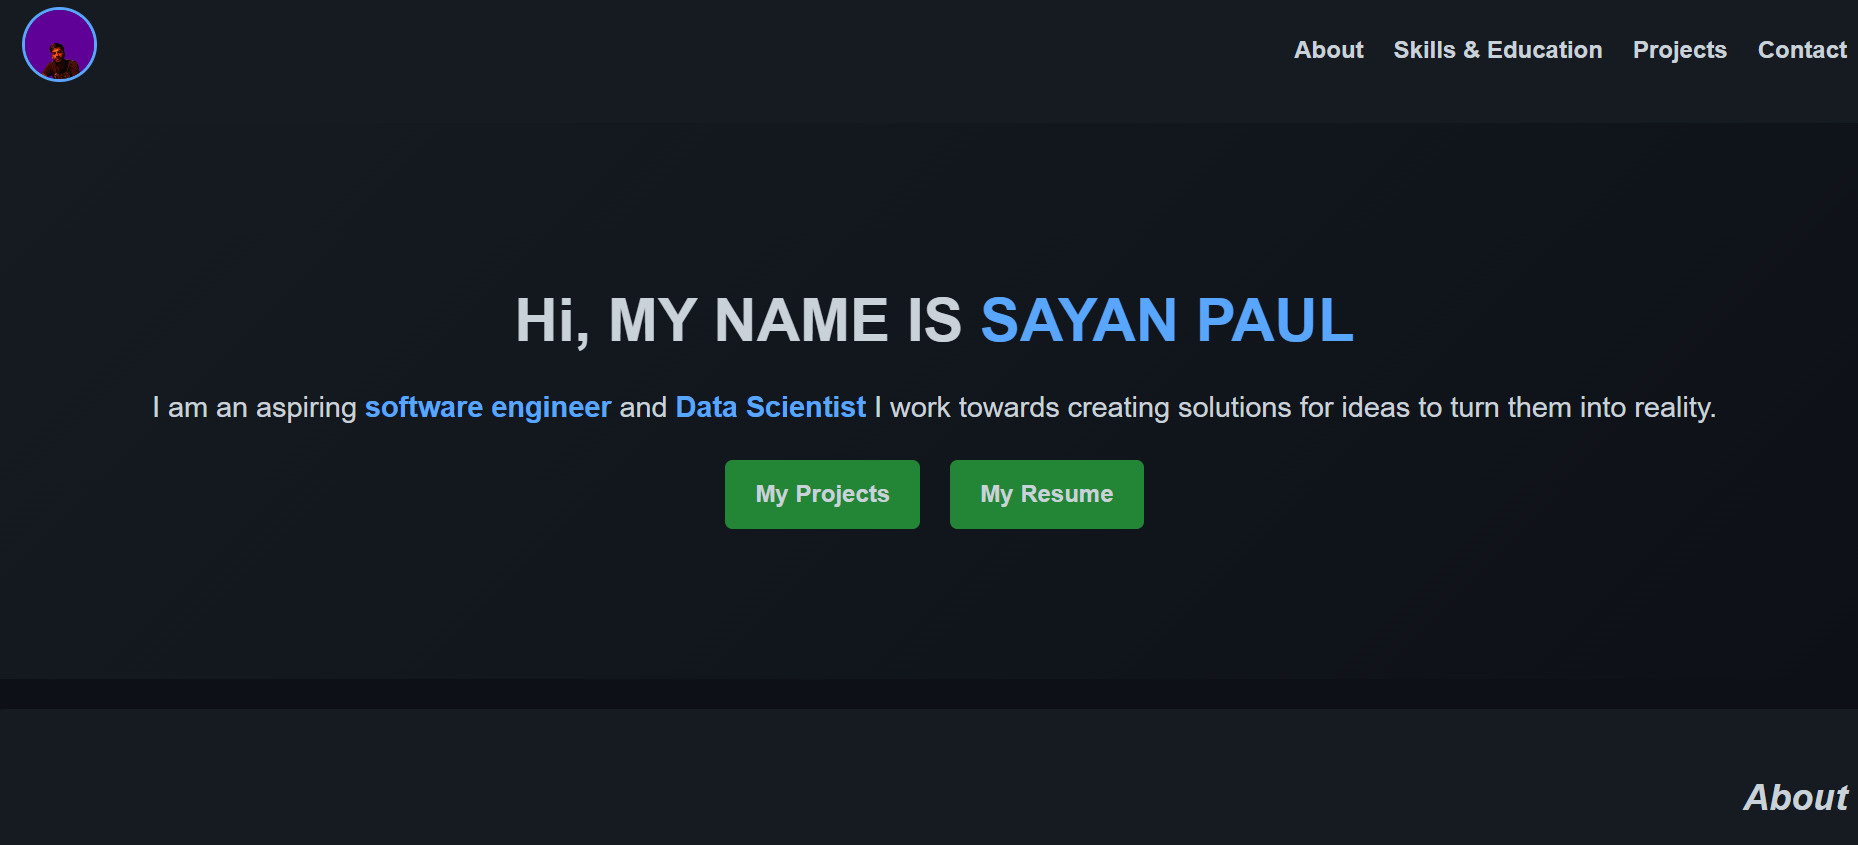 About Skills & Education Projects Contact
Hi, MY NAME IS SAYAN PAUL
I am an aspiring software engineer and Data Scientist I work towards creating solutions for ideas to turn them into reality.
My Projects My Resume
About